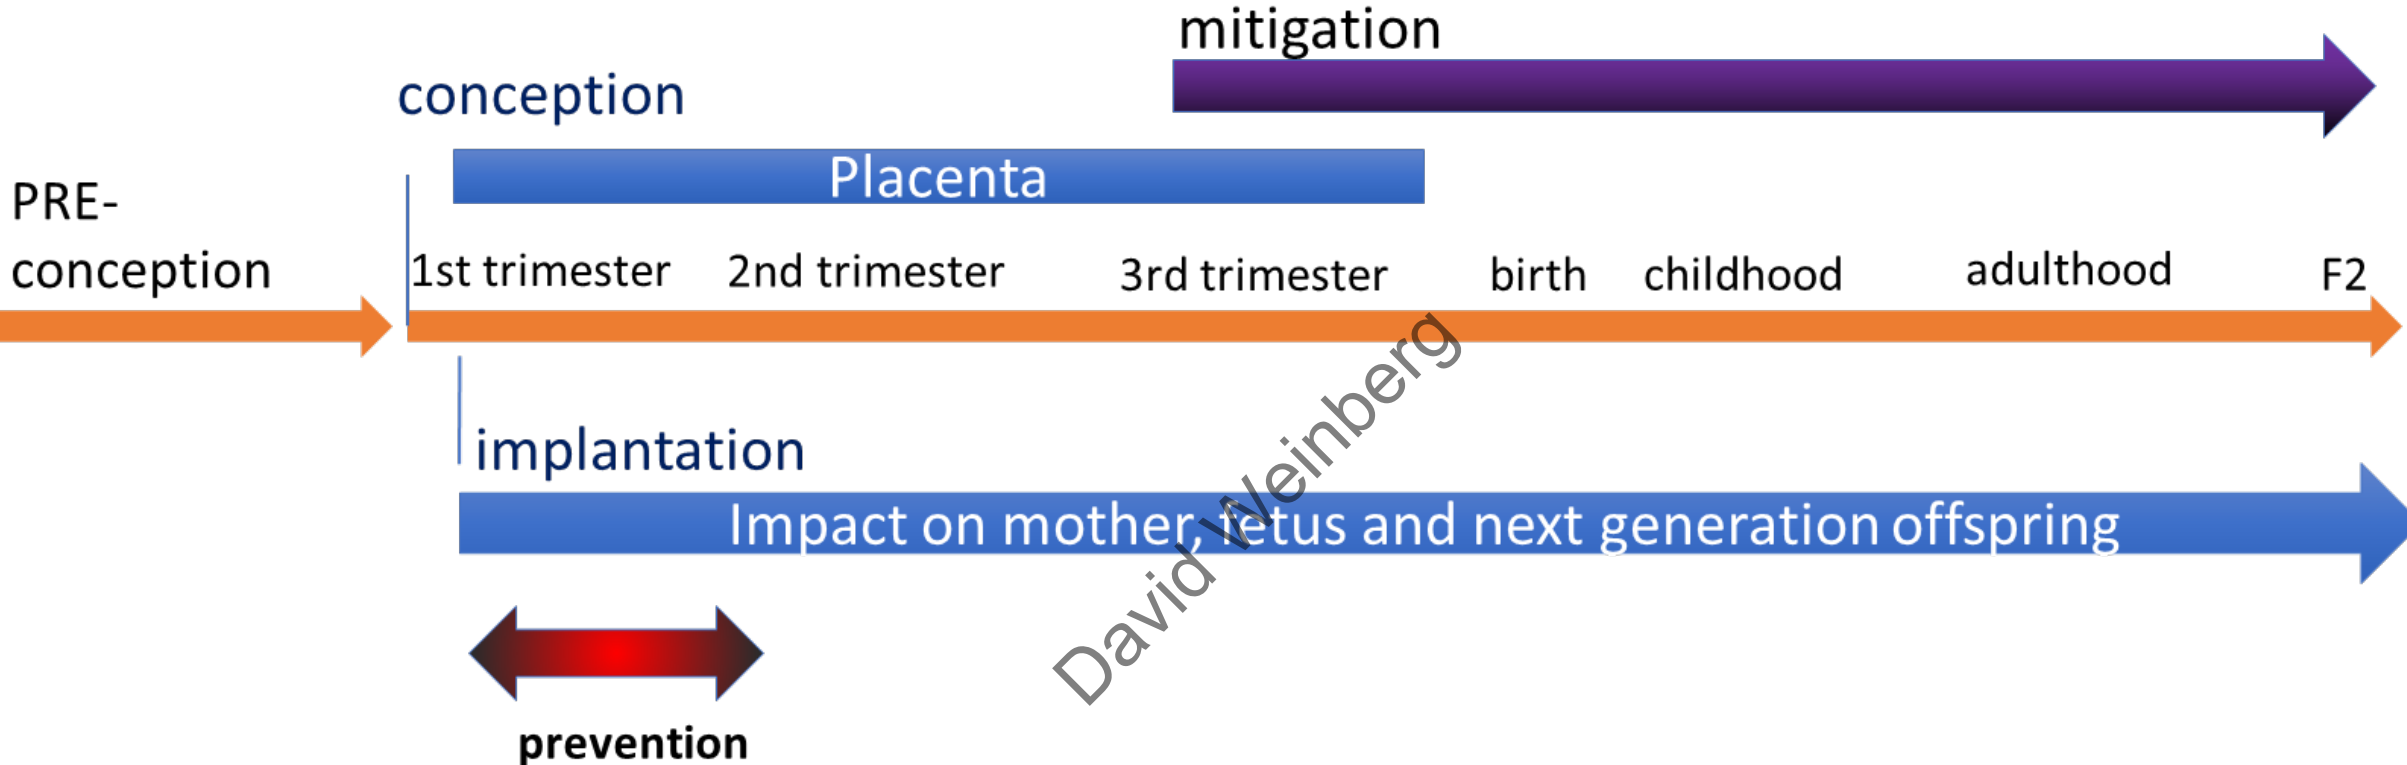 mitigation
conception
Placenta
PRE-
conception
1st trimester 2nd trimester 3rd trimester birth childhood adulthood F2
implantation
Impact on mother, fetus and next generation offspring
David Weinberg
prevention